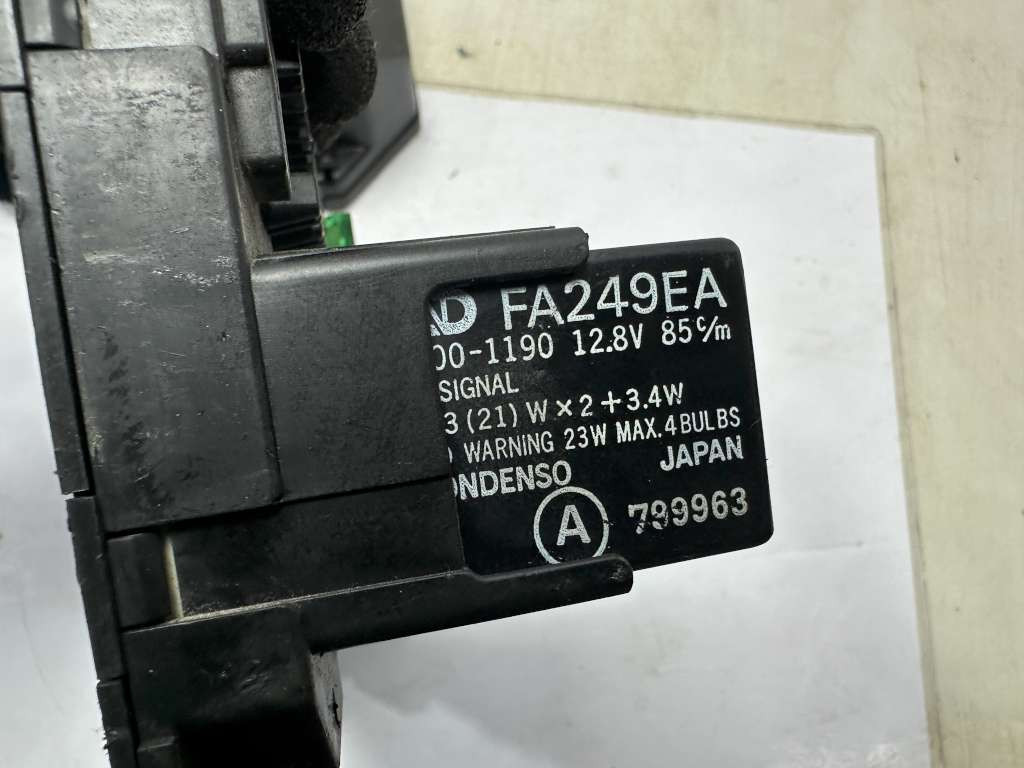 D FA249EA
00-1190 12.8V 85c/m
SIGNAL
3 (21) W×2+3.4W
WARNING 23W MAX. 4 BULBS
ONDENSO JAPAN
A 799963